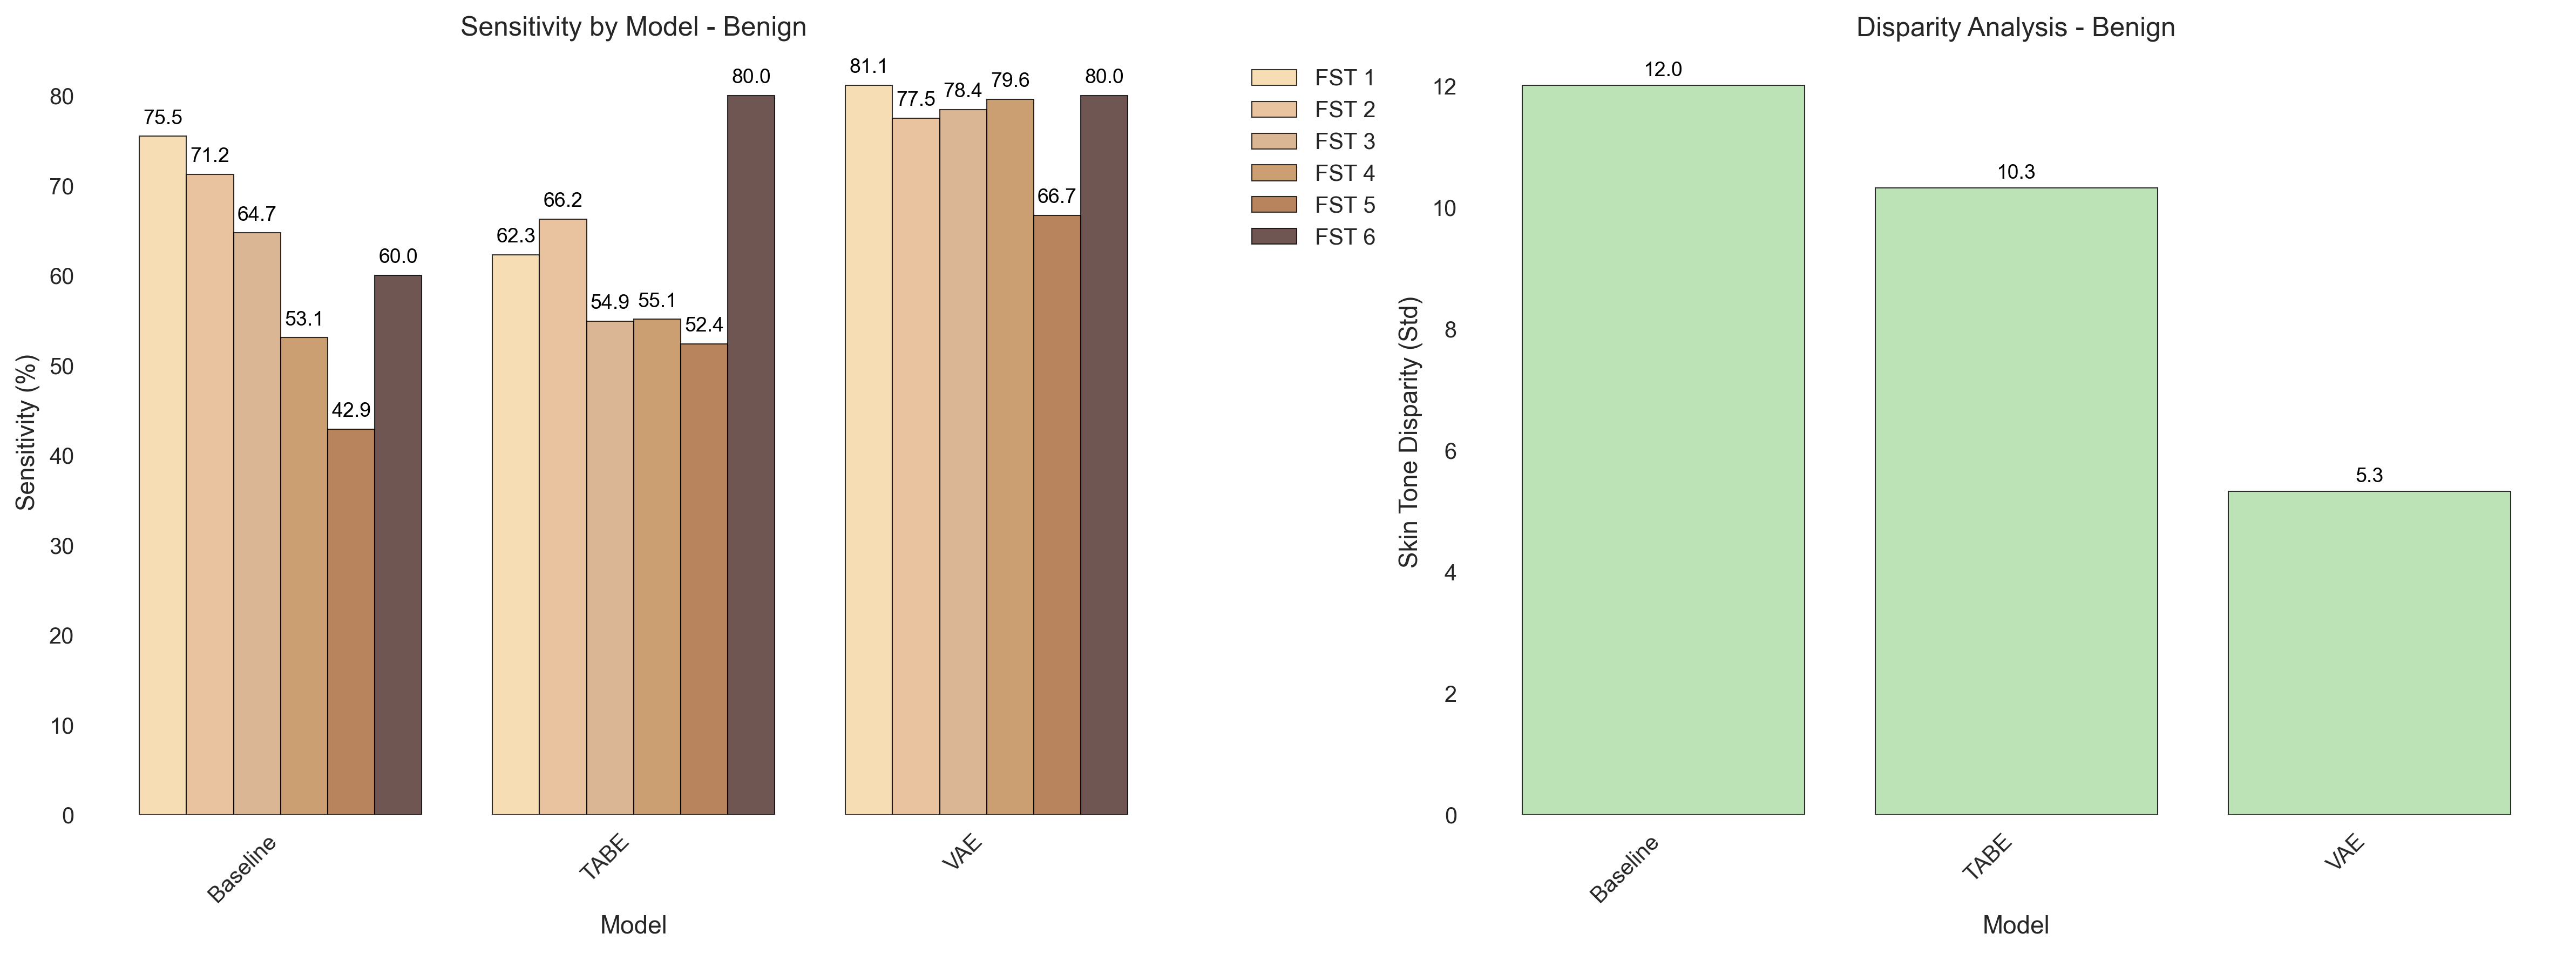 Sensitivity by Model - Benign
Sensitivity (%)
80
70
60
50
40
30
20
10
0
75.5
71.2
64.7
53.1
42.9
60.0
62.3
66.2
54.9
55.1
52.4
80.0
81.1
77.5
78.4
79.6
66.7
80.0
Baseline
TABE
VAE
Model
FST 1
FST 2
FST 3
FST 4
FST 5
FST 6
Disparity Analysis - Benign
Skin Tone Disparity (Std)
12
10
8
6
4
2
0
12.0
10.3
5.3
Baseline
TABE
VAE
Model